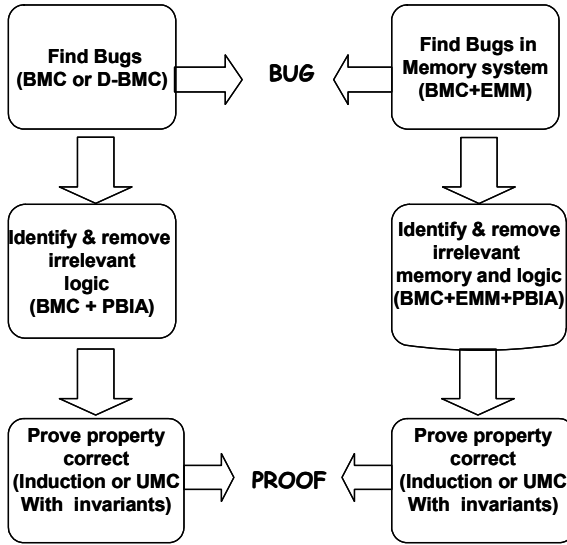 Find Bugs
(BMC or D-BMC)
BUG
Find Bugs in
Memory system
(BMC+EMM)
Identify & remove
irrelevant
logic
(BMC + PBIA)
Identify & remove
irrelevant
memory and logic
(BMC+EMM+PBIA)
Prove property
correct
(Induction or UMC
With invariants)
PROOF
Prove property
correct
(Induction or UMC
With invariants)